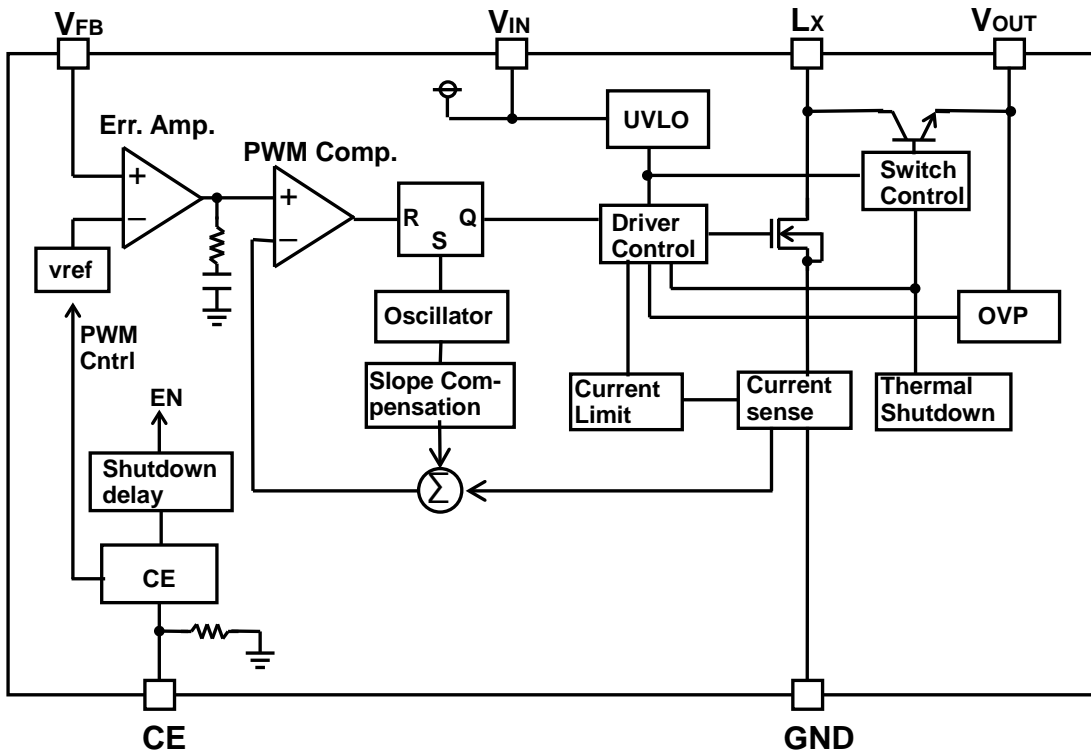 VFB
VIN
LX
VOUT
Err. Amp.
UVLO
PWM Comp.
Switch
Control
+
−
+
−
R
Q
S
Driver
Control
vref
Oscillator
OVP
PWM
Cntrl
Slope Com-
pensation
Current
Limit
Current
sense
Thermal
Shutdown
EN
Shutdown
delay
Σ
CE
CE
GND